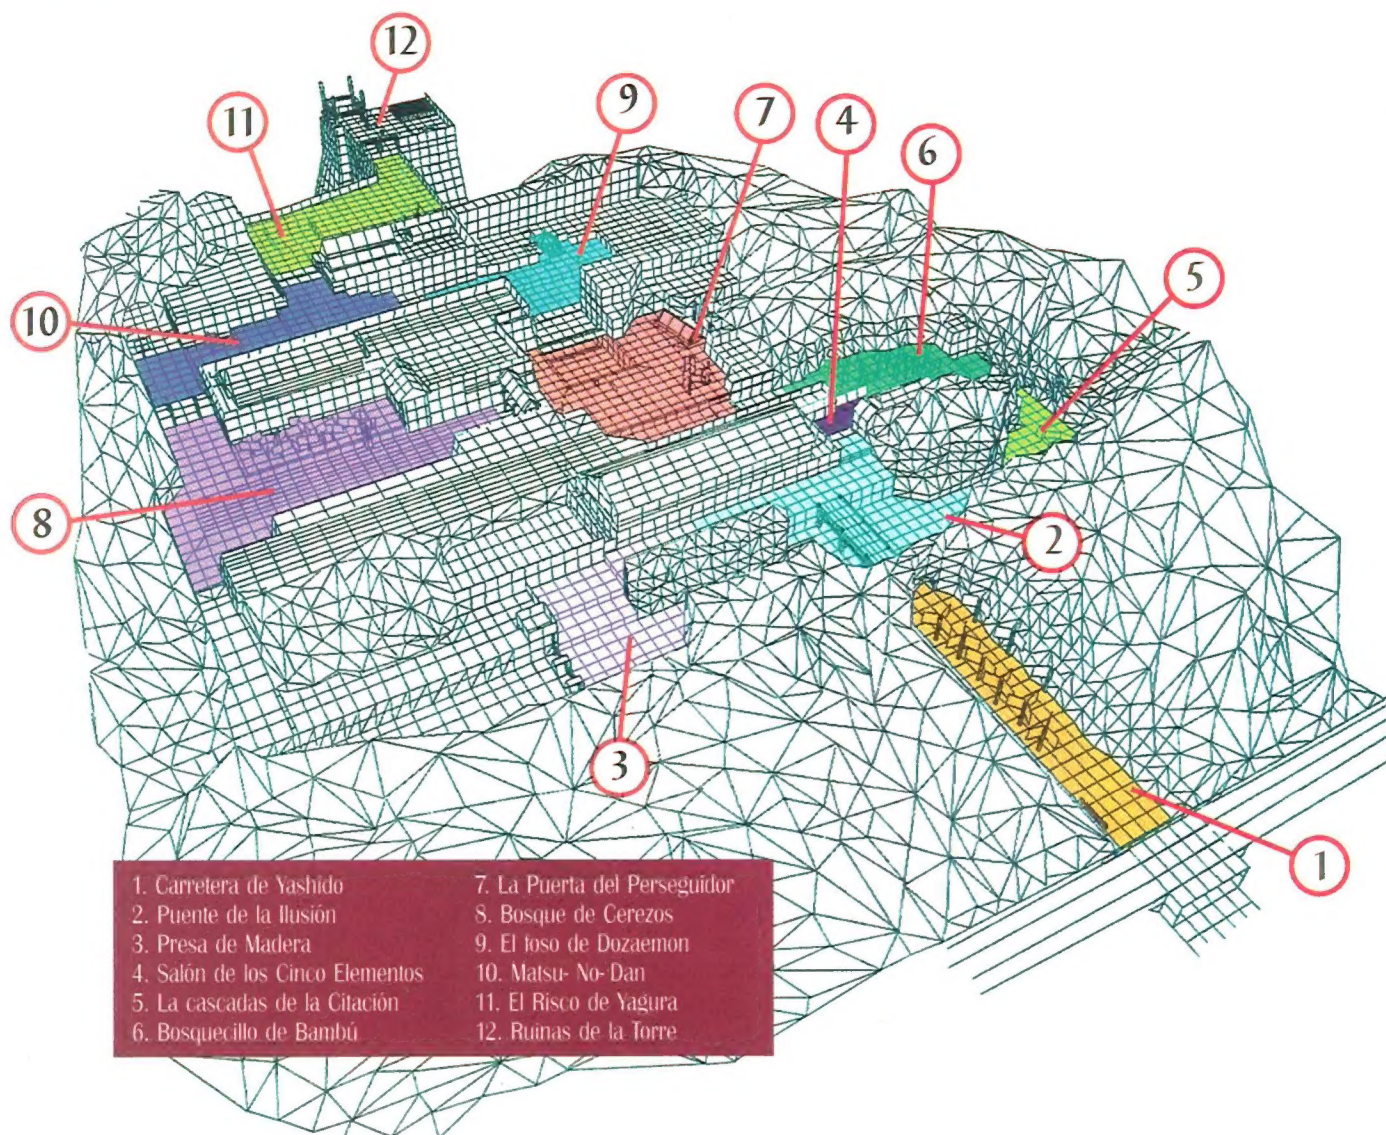 12
11
9
7
4
6
5
10
8
2
3
1
1. Carretera de Yashido
2. Puente de la Ilusión
3. Presa de Madera
4. Salón de los Cinco Elementos
5. La cascadas de la Citación
6. Bosquecillo de Bambú
7. La Puerta del Perseguidor
8. Bosque de Cerezos
9. El foso de Dozaemon
10. Matsu- No-Dan
11. El Risco de Yagura
12. Ruinas de la Torre